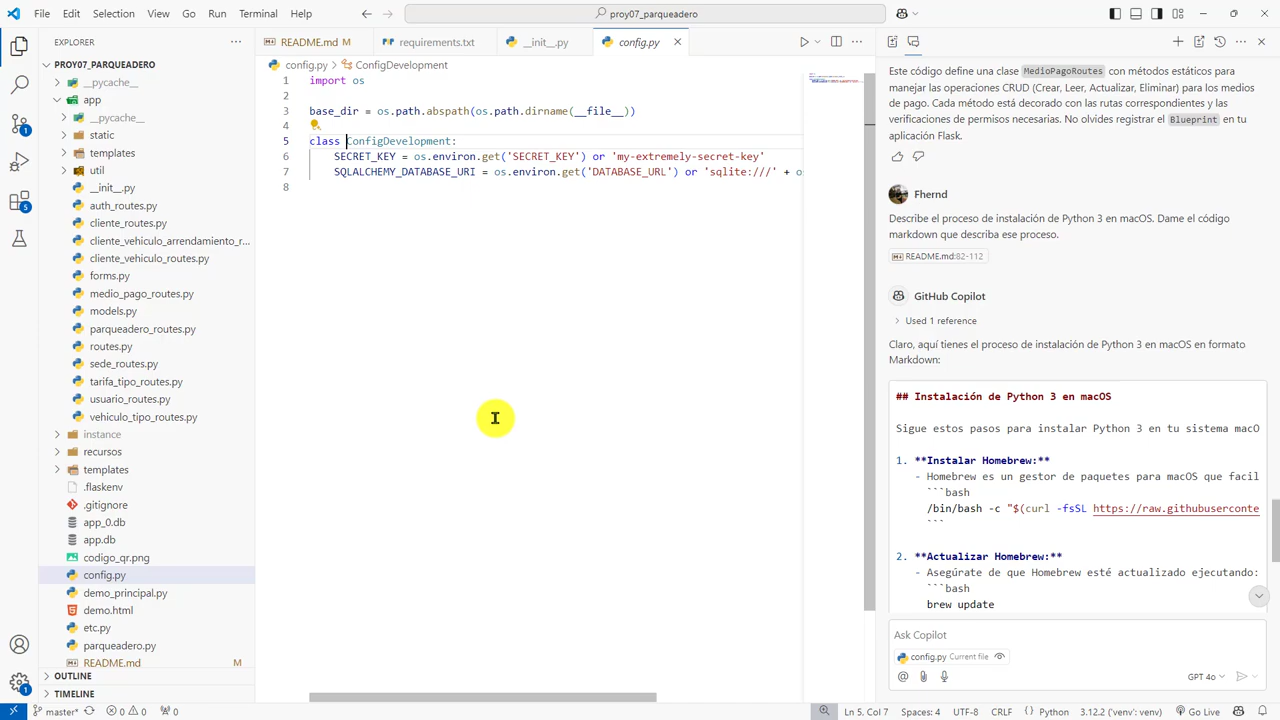 File Edit Selection View Go Run Terminal Help
proy07_parqueadero
EXPLORER
PROY07_PARQUEADERO
__pycache__
app
__pycache__
static
templates
util
__init__.py
auth_routes.py
cliente_routes.py
cliente_vehiculo_arrendamiento_r...
cliente_vehiculo_routes.py
forms.py
medio_pago_routes.py
models.py
parqueadero_routes.py
routes.py
sede_routes.py
tarifa_tipo_routes.py
usuario_routes.py
vehiculo_tipo_routes.py
instance
recursos
templates
.flaskenv
.gitignore
app_0.db
app.db
codigo_qr.png
config.py
demo_principal.py
demo.html
etc.py
parqueadero.py
README.md M
OUTLINE
TIMELINE
README.md M requirements.txt __init__.py config.py
config.py > ConfigDevelopment
1 import os
2
3 base_dir = os.path.abspath(os.path.dirname(__file__))
4
5 class ConfigDevelopment:
6 SECRET_KEY = os.environ.get('SECRET_KEY') or 'my-extremely-secret-key'
7 SQLALCHEMY_DATABASE_URI = os.environ.get('DATABASE_URL') or 'sqlite:///' + os
8
Este código define una clase MedioPagoRoutes con métodos estáticos para
manejar las operaciones CRUD (Crear, Leer, Actualizar, Eliminar) para los medios
de pago. Cada método está decorado con las rutas correspondientes y las
verificaciones de permisos necesarias. No olvides registrar el Blueprint en tu
aplicación Flask.
Fhernd
Describe el proceso de instalación de Python 3 en macOS. Dame el código
markdown que describa ese proceso.
README.md:82-112
GitHub Copilot
Used 1 reference
Claro, aquí tienes el proceso de instalación de Python 3 en macOS en formato
Markdown:
## Instalación de Python 3 en macOS
Sigue estos pasos para instalar Python 3 en tu sistema macO
1. **Instalar Homebrew:**
- Homebrew es un gestor de paquetes para macOS que facil
```bash
/bin/bash -c "$(curl -fsSL https://raw.githubuserconte
```
2. **Actualizar Homebrew:**
- Asegúrate de que Homebrew esté actualizado ejecutando:
```bash
brew update
Ask Copilot
config.py Current file
GPT 4o
1
5
1
master* 0 0 0 Ln 5, Col 7 Spaces: 4 UTF-8 CRLF Python 3.12.2 ('venv': venv) Go Live